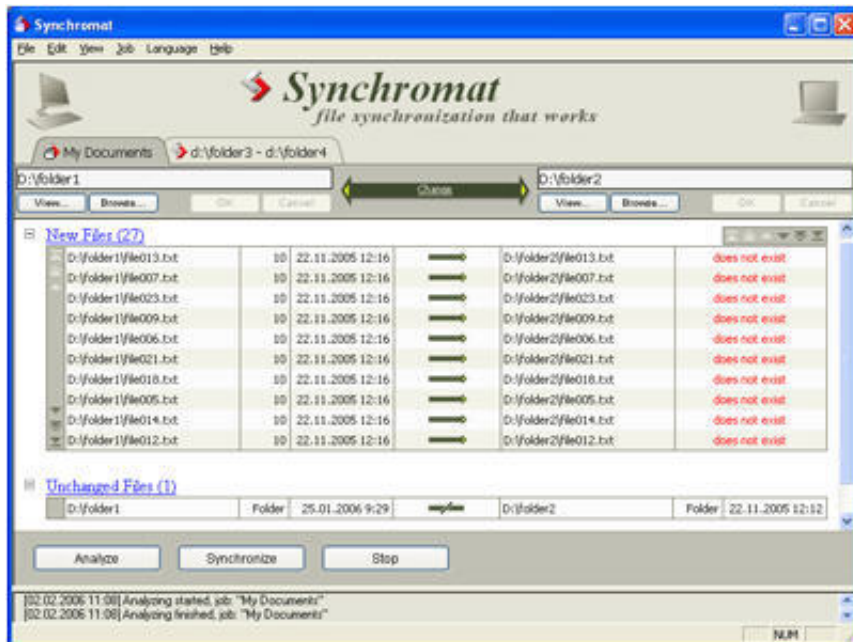 Synchromat
File Edit View Job Language Help
Synchromat
file synchronization that works
My Documents d:\folder3 - d:\folder4
D:\folder1 Change D:\folder2
View... Browse... OK Cancel View... Browse... OK Cancel
New Files (27)
D:\folder1\file013.txt 10 22.11.2005 12:16 D:\folder2\file013.txt does not exist
D:\folder1\file007.txt 10 22.11.2005 12:16 D:\folder2\file007.txt does not exist
D:\folder1\file023.txt 10 22.11.2005 12:16 D:\folder2\file023.txt does not exist
D:\folder1\file009.txt 10 22.11.2005 12:16 D:\folder2\file009.txt does not exist
D:\folder1\file006.txt 10 22.11.2005 12:16 D:\folder2\file006.txt does not exist
D:\folder1\file021.txt 10 22.11.2005 12:16 D:\folder2\file021.txt does not exist
D:\folder1\file018.txt 10 22.11.2005 12:16 D:\folder2\file018.txt does not exist
D:\folder1\file005.txt 10 22.11.2005 12:16 D:\folder2\file005.txt does not exist
D:\folder1\file014.txt 10 22.11.2005 12:16 D:\folder2\file014.txt does not exist
D:\folder1\file012.txt 10 22.11.2005 12:16 D:\folder2\file012.txt does not exist
Unchanged Files (1)
D:\folder1 Folder 25.01.2006 9:29 D:\folder2 Folder 22.11.2005 12:12
Analyze Synchronize Stop
[02.02.2006 11:08] Analyzing started, job: "My Documents"
[02.02.2006 11:08] Analyzing finished, job: "My Documents"
NUM